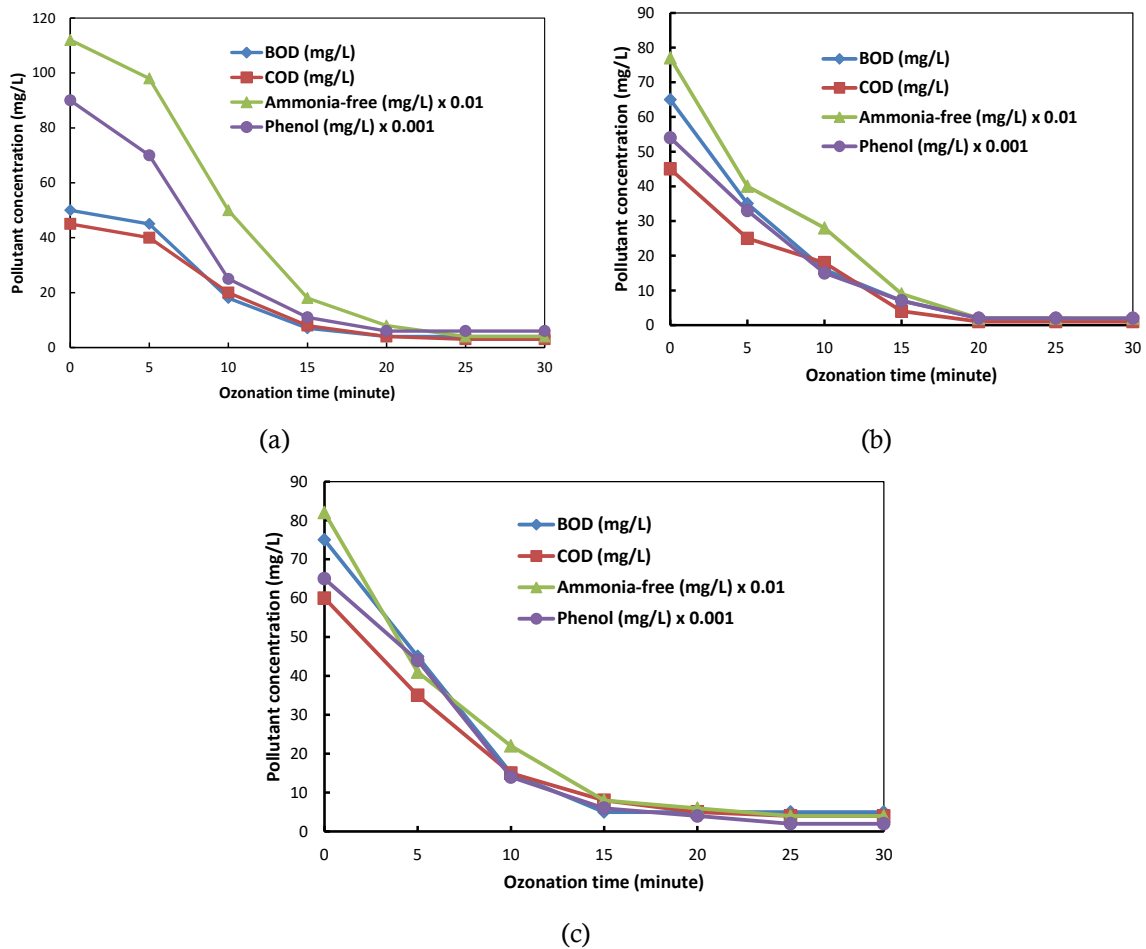 120
100
80
60
40
20
0
0 5 10 15 20 25 30
Pollutant concentration (mg/L)
Ozonation time (minute)
BOD (mg/L)
COD (mg/L)
Ammonia-free (mg/L) x 0.01
Phenol (mg/L) x 0.001
(a)
90
80
70
60
50
40
30
20
10
0
0 5 10 15 20 25 30
Pollutant concentration (mg/L)
Ozonation time (minute)
BOD (mg/L)
COD (mg/L)
Ammonia-free (mg/L) x 0.01
Phenol (mg/L) x 0.001
(b)
90
80
70
60
50
40
30
20
10
0
0 5 10 15 20 25 30
Pollutant concentration (mg/L)
Ozonation time (minute)
BOD (mg/L)
COD (mg/L)
Ammonia-free (mg/L) x 0.01
Phenol (mg/L) x 0.001
(c)